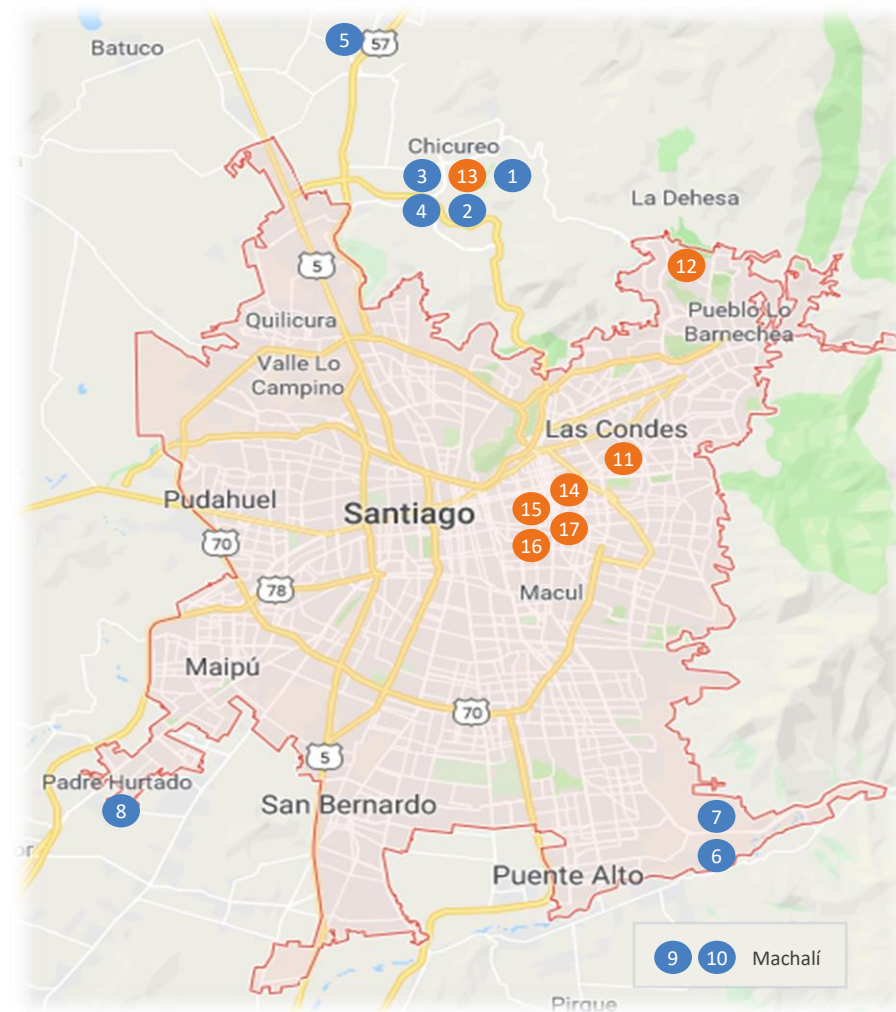 Batuco
5
57
Chicureo
3
13
1
4
2
La Dehesa
12
5
Quilicura
Pueblo Lo
Barnechea
Valle Lo
Campino
Las Condes
11
14
Pudahuel
Santiago
15
17
16
70
78
Macul
Maipú
70
5
Padre Hurtado
8
San Bernardo
7
6
Puente Alto
9
10
Machalí
Pirque